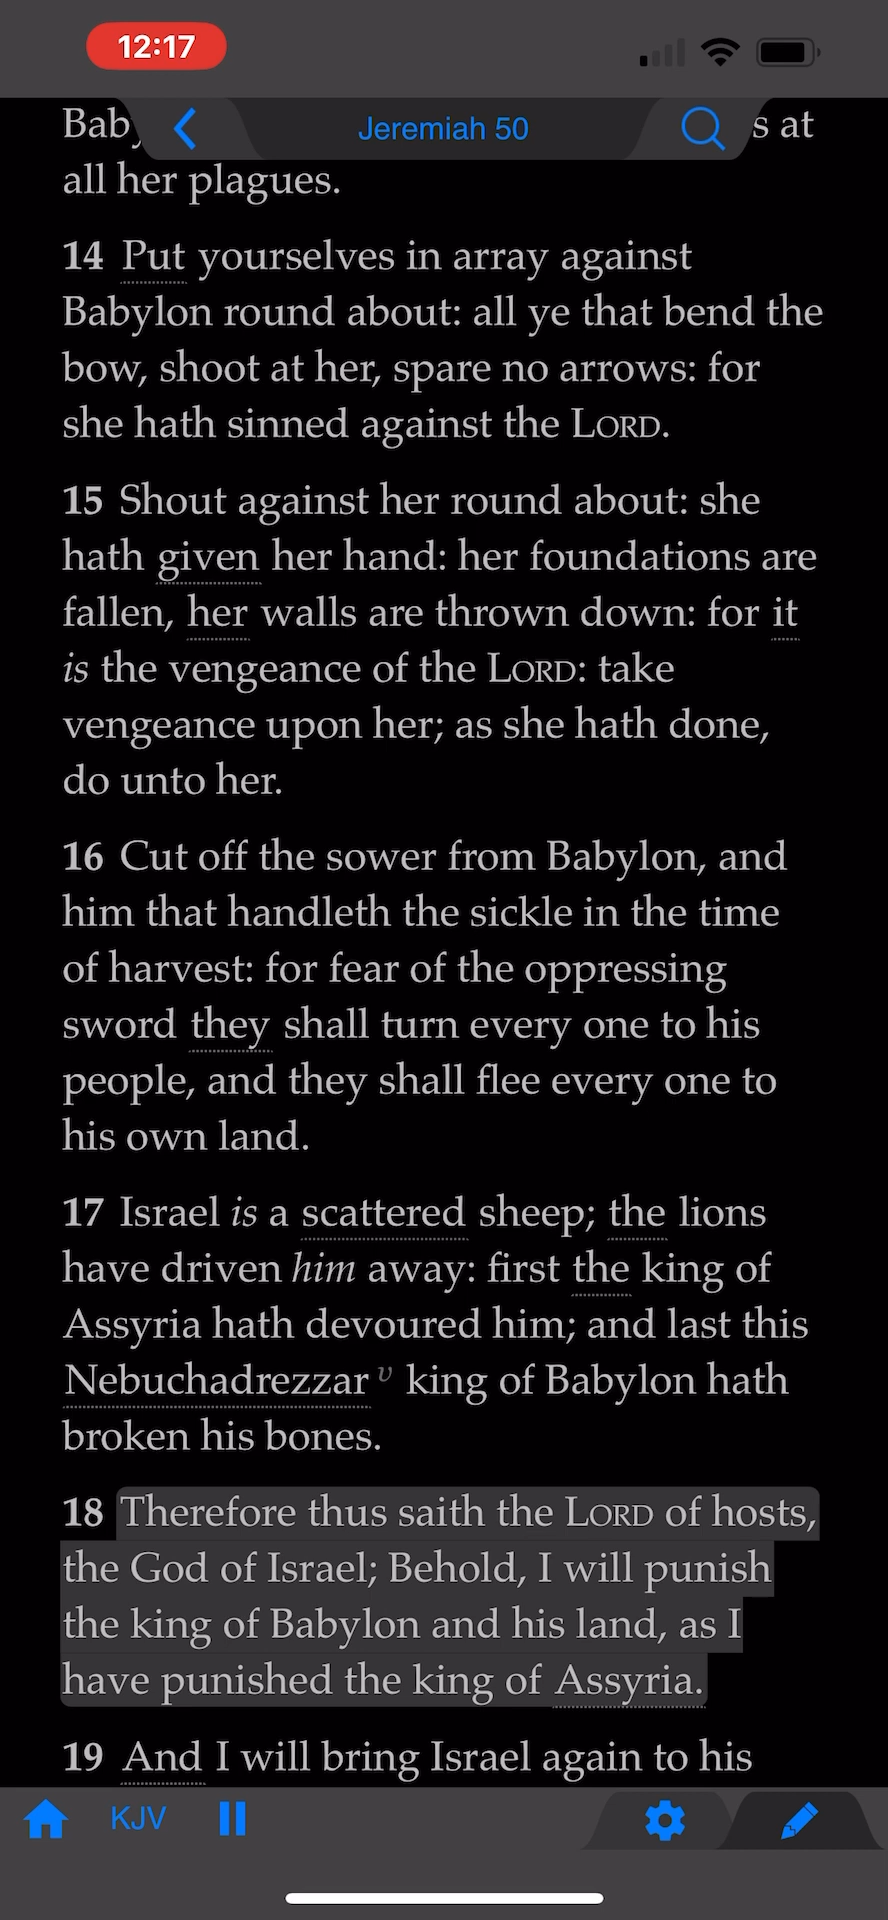 12:17
Jeremiah 50
s at
all her plagues.
14 Put yourselves in array against
Babylon round about: all ye that bend the
bow, shoot at her, spare no arrows: for
she hath sinned against the LORD.
15 Shout against her round about: she
hath given her hand: her foundations are
fallen, her walls are thrown down: for it
is the vengeance of the LORD: take
vengeance upon her; as she hath done,
do unto her.
16 Cut off the sower from Babylon, and
him that handleth the sickle in the time
of harvest: for fear of the oppressing
sword they shall turn every one to his
people, and they shall flee every one to
his own land.
17 Israel is a scattered sheep; the lions
have driven him away: first the king of
Assyria hath devoured him; and last this
Nebuchadrezzar v king of Babylon hath
broken his bones.
18 Therefore thus saith the LORD of hosts,
the God of Israel; Behold, I will punish
the king of Babylon and his land, as I
have punished the king of Assyria.
19 And I will bring Israel again to his
KJV